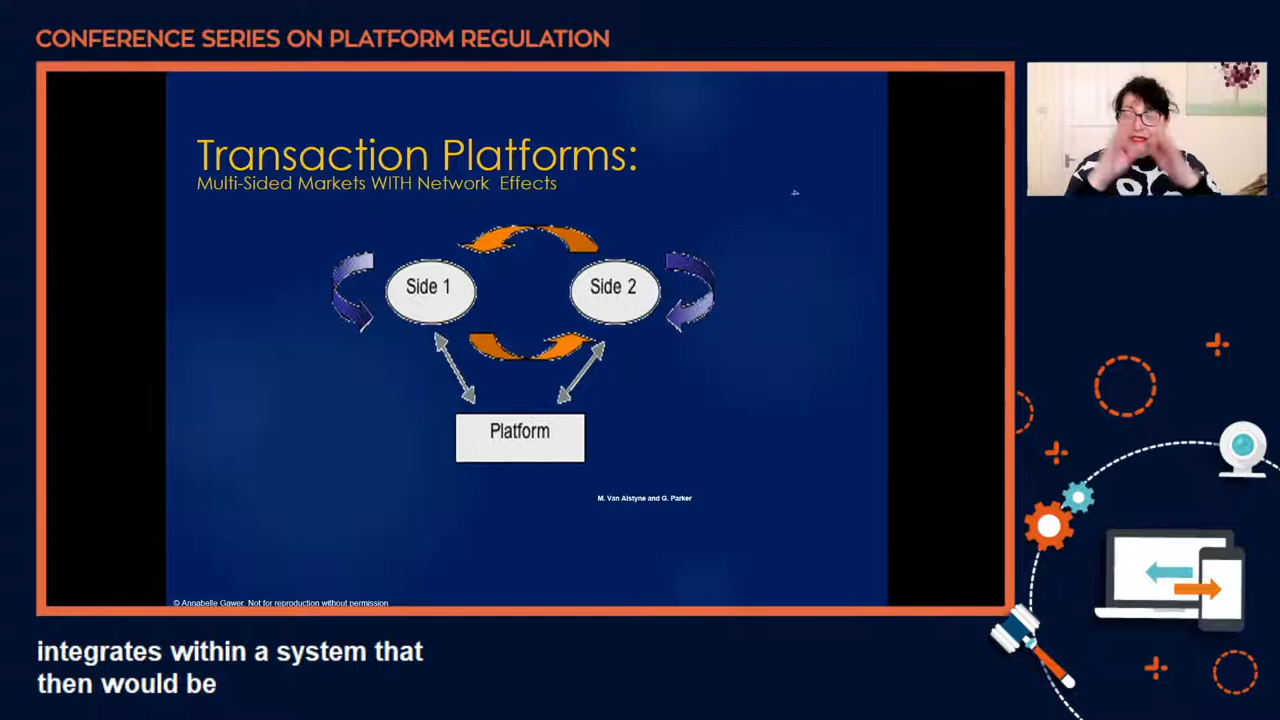 CONFERENCE SERIES ON PLATFORM REGULATION
Transaction Platforms:
Multi-Sided Markets WITH Network Effects
Side 1
Side 2
Platform
M. Van Alstyne and G. Parker
© Annabelle Gawer. Not for reproduction without permission
integrates within a system that
then would be